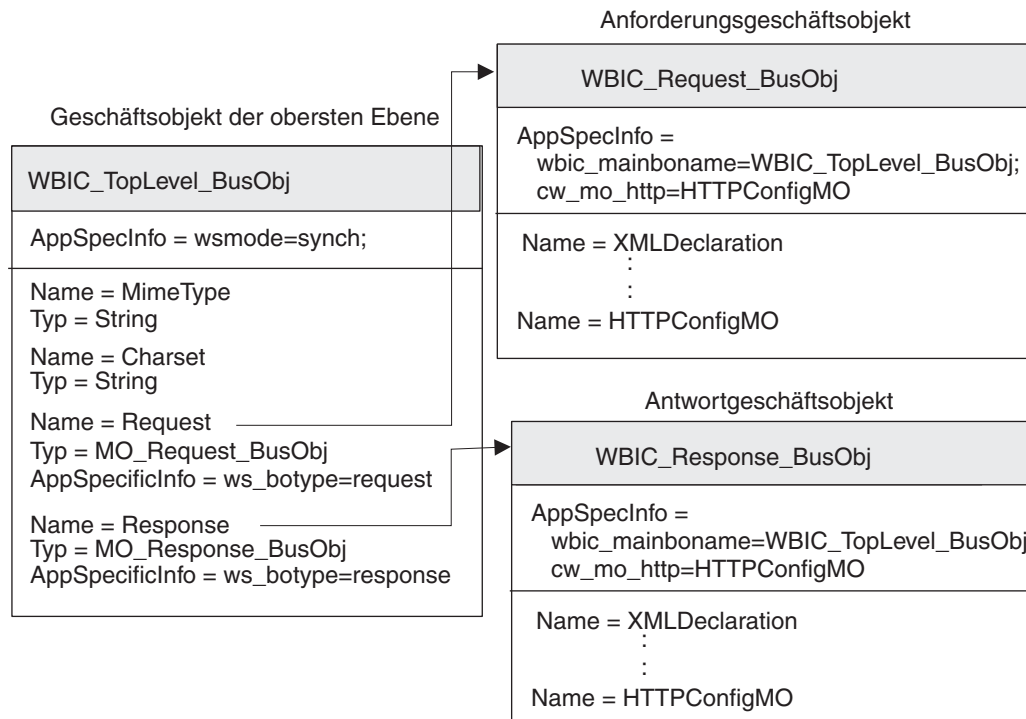 Geschäftsobjekt der obersten Ebene
WBIC_TopLevel_BusObj
AppSpecInfo = wsmode=synch;
Name = MimeType
Typ = String
Name = Charset
Typ = String
Name = Request
Typ = MO_Request_BusObj
AppSpecificInfo = ws_botype=request
Name = Response
Typ = MO_Response_BusObj
AppSpecificInfo = ws_botype=response
Anforderungsgeschäftsobjekt
WBIC_Request_BusObj
AppSpecInfo =
wbic_mainboname=WBIC_TopLevel_BusObj;
cw_mo_http=HTTPConfigMO
Name = XMLDeclaration
:
:
Name = HTTPConfigMO
Antwortgeschäftsobjekt
WBIC_Response_BusObj
AppSpecInfo =
wbic_mainboname=WBIC_TopLevel_BusObj
cw_mo_http=HTTPConfigMO
Name = XMLDeclaration
:
:
Name = HTTPConfigMO